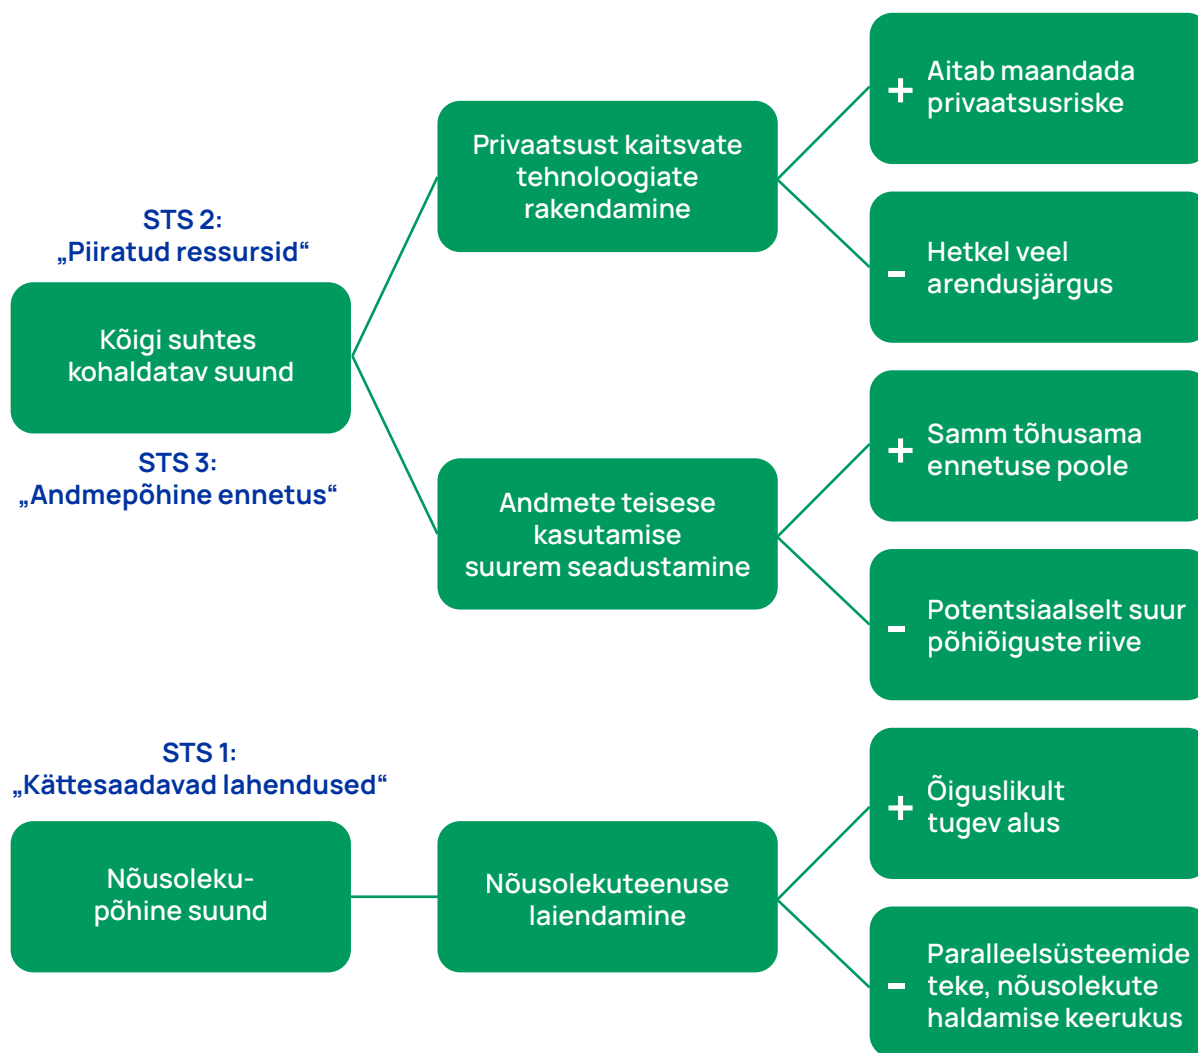 STS 2:
„Piiratud ressursid“
Kõigi suhtes
kohaldatav suund
STS 3:
„Andmepõhine ennetus“
Privaatsust kaitsvate
tehnoloogiate
rakendamine
+ Aitab maandada
privaatsusriske
- Hetkel veel
arendusjärgus
Andmete teisese
kasutamise
suurem seadustamine
+ Samm tõhusama
ennetuse poole
- Potentsiaalselt suur
põhiõiguste riive
STS 1:
„Kättesaadavad lahendused“
Nõusoleku-
põhine suund
Nõusolekuteenuse
laiendamine
+ Õiguslikult
tugev alus
- Paralleelsüsteemide
teke, nõusolekute
haldamise keerukus